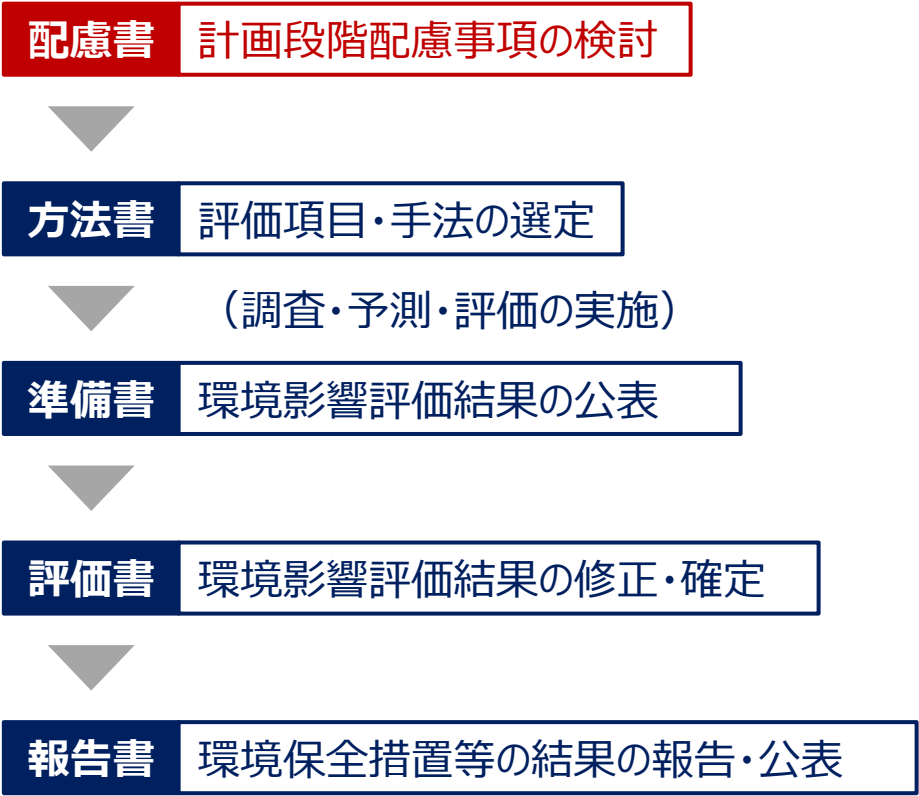 配慮書 計画段階配慮事項の検討
方法書 評価項目・手法の選定
（調査・予測・評価の実施）
準備書 環境影響評価結果の公表
評価書 環境影響評価結果の修正・確定
報告書 環境保全措置等の結果の報告・公表